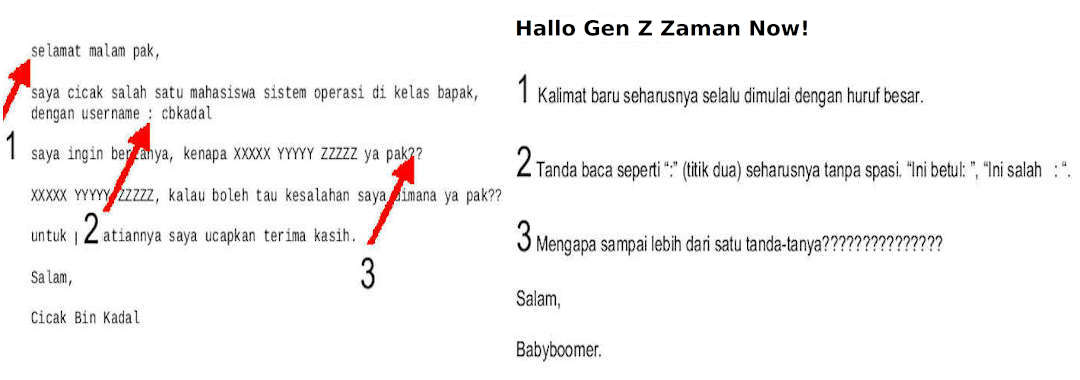 selamat malam pak,
saya cicak salah satu mahasiswa sistem operasi di kelas bapak,
dengan username : cbkadal
1
saya ingin bertanya, kenapa XXXXX YYYYY ZZZZZ ya pak??
XXXXX YYYYY ZZZZZ, kalau boleh tau kesalahan saya dimana ya pak??
2
untuk atiannya saya ucapkan terima kasih.
3
Salam,
Cicak Bin Kadal
Hallo Gen Z Zaman Now!
1 Kalimat baru seharusnya selalu dimulai dengan huruf besar.
2 Tanda baca seperti “:” (titik dua) seharusnya tanpa spasi. “Ini betul: ”, “Ini salah   : “.
3 Mengapa sampai lebih dari satu tanda-tanya???????????????
Salam,
Babyboomer.